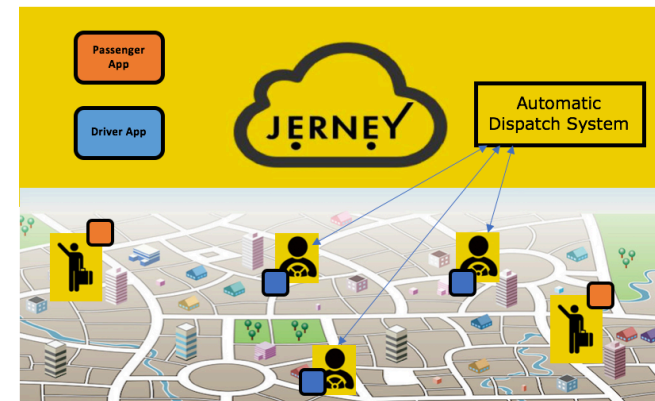 Passenger
App
JERNEY
Automatic
Dispatch System
Driver App